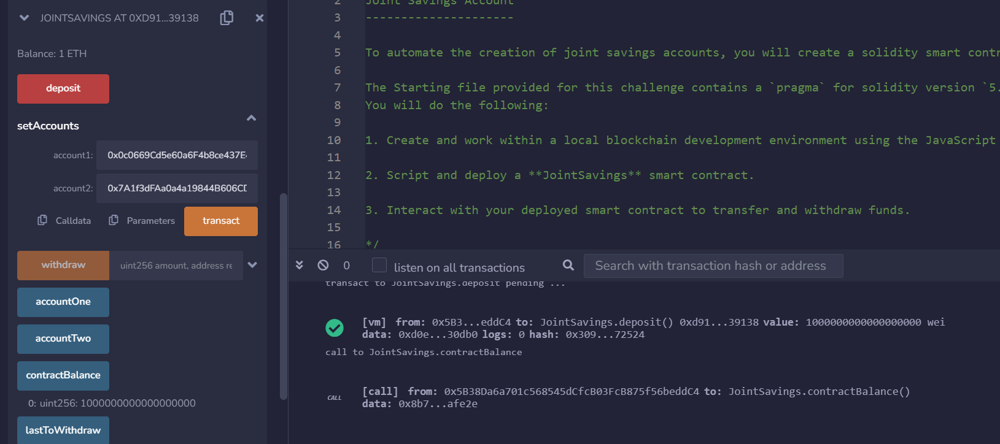 JOINTSAVINGS AT 0XD91...39138
Balance: 1 ETH
deposit
setAccounts
account1: 0x0c0669Cd5e60a6F4b8ce437E
account2: 0x7A1f3dFAa0a4a19844B606CD
Calldata Parameters transact
withdraw uint256 amount, address re
accountOne
accountTwo
contractBalance
0: uint256: 1000000000000000000
lastToWithdraw
2 Joint Savings Account
3 ---------------------
4
5 To automate the creation of joint savings accounts, you will create a solidity smart contr
6
7 The Starting file provided for this challenge contains a `pragma` for solidity version `5.
8 You will do the following:
9
10 1. Create and work within a local blockchain development environment using the JavaScript
11
12 2. Script and deploy a **JointSavings** smart contract.
13
14 3. Interact with your deployed smart contract to transfer and withdraw funds.
15
16 */
0 listen on all transactions Search with transaction hash or address
transact to JointSavings.deposit pending ...
[vm] from: 0x5B3...eddC4 to: JointSavings.deposit() 0xd91...39138 value: 1000000000000000000 wei
data: 0xd0e...30db0 logs: 0 hash: 0x309...72524
call to JointSavings.contractBalance
CALL [call] from: 0x5B38Da6a701c568545dCfcB03FcB875f56beddC4 to: JointSavings.contractBalance()
data: 0x8b7...afe2e